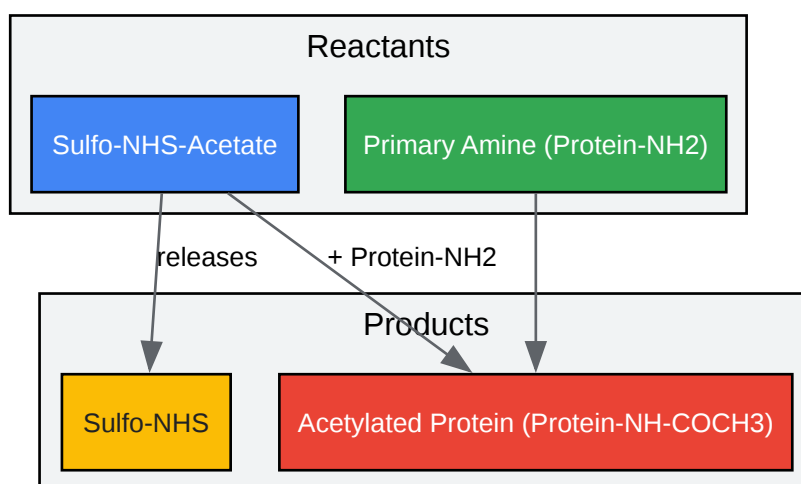 Reactants
Sulfo-NHS-Acetate
Primary Amine (Protein-NH2)
releases
+ Protein-NH2
Products
Sulfo-NHS
Acetylated Protein (Protein-NH-COCH3)